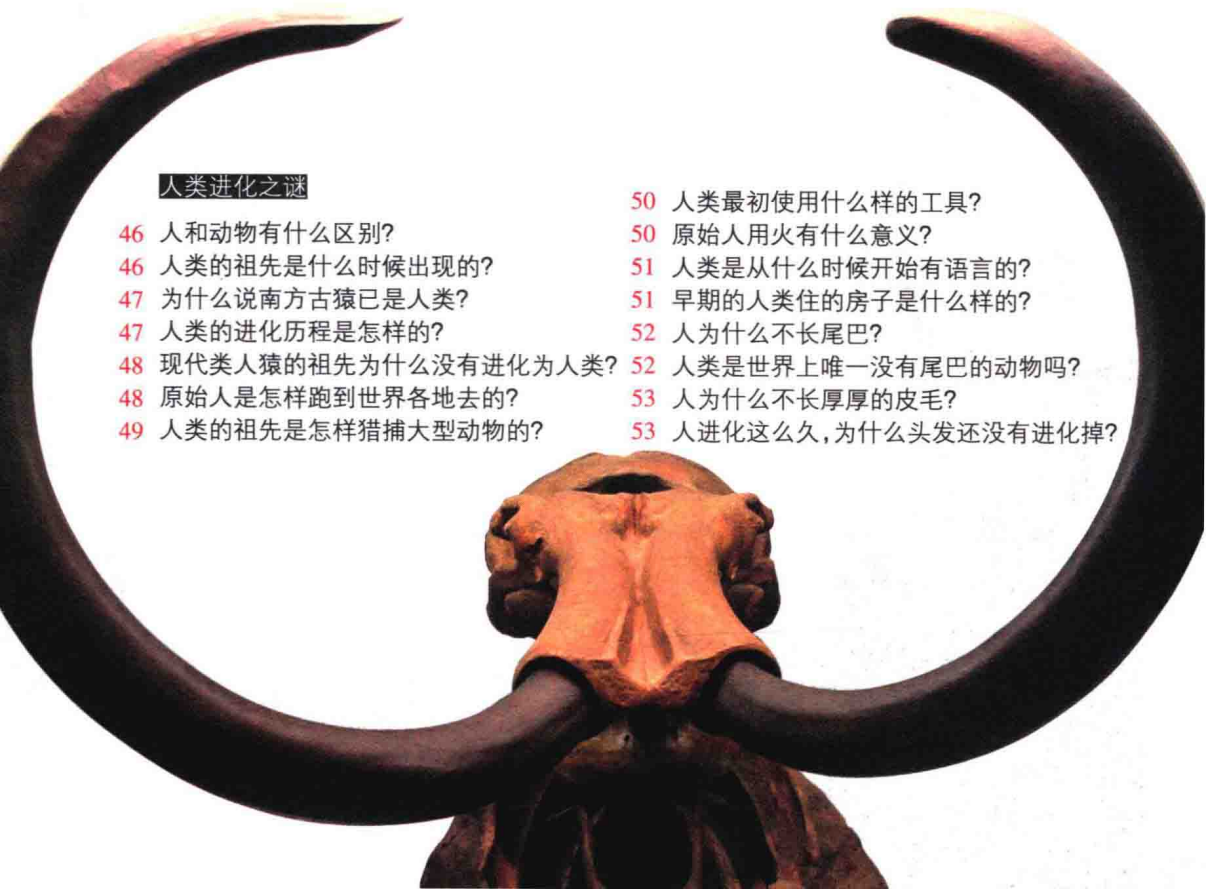 人类进化之谜
46 人和动物有什么区别?
46 人类的祖先是什么时候出现的?
47 为什么说南方古猿已是人类?
47 人类的进化历程是怎样的?
48 现代类人猿的祖先为什么没有进化为人类?
48 原始人是怎样跑到世界各地去的?
49 人类的祖先是怎样猎捕大型动物的?
50 人类最初使用什么样的工具?
50 原始人用火有什么意义?
51 人类是从什么时候开始有语言的?
51 早期的人类住的房子是什么样的?
52 人为什么不长尾巴?
52 人类是世界上唯一没有尾巴的动物吗?
53 人为什么不长厚厚的皮毛?
53 人进化这么久,为什么头发还没有进化掉?